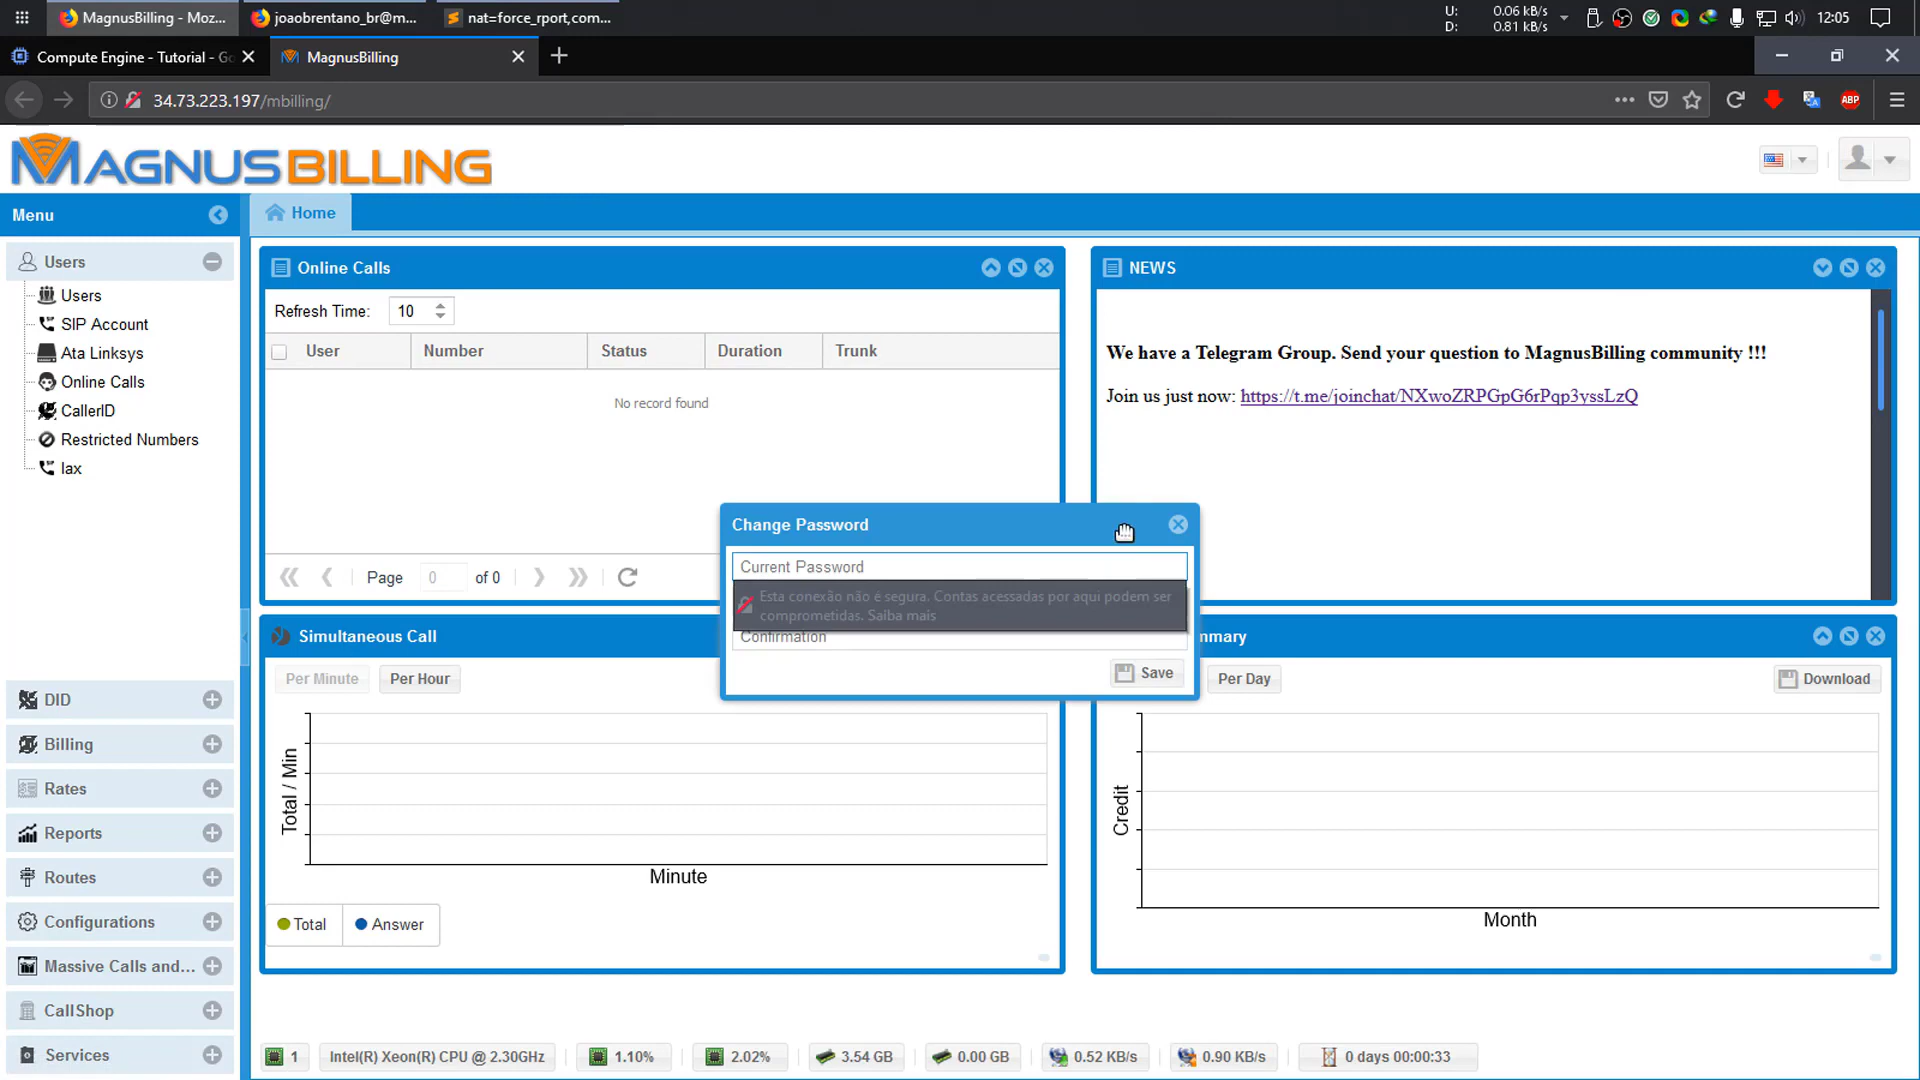 MagnusBilling - Moz...
joaobrentano_br@m...
nat=force_rport,com...
U: 0.06 kB/s
D: 0.81 kB/s
12:05
Compute Engine - Tutorial - Go
MagnusBilling
34.73.223.197/mbilling/
ABP
MAGNUSBILLING
Menu
Home
Users
Users
SIP Account
Ata Linksys
Online Calls
CallerID
Restricted Numbers
Iax
DID
Billing
Rates
Reports
Routes
Configurations
Massive Calls and...
CallShop
Services
Online Calls
Refresh Time: 10
User Number Status Duration Trunk
No record found
Page 0 of 0
NEWS
We have a Telegram Group. Send your question to MagnusBilling community !!!
Join us just now: https://t.me/joinchat/NXwoZRPGpG6rPqp3yssLzQ
Change Password
Current Password
Esta conexão não é segura. Contas acessadas por aqui podem ser
comprometidas. Saiba mais
Confirmation
Save
Simultaneous Call
Per Minute Per Hour
Total / Min
Minute
Total Answer
mmary
Per Day Download
Credit
Month
1 Intel(R) Xeon(R) CPU @ 2.30GHz 1.10% 2.02% 3.54 GB 0.00 GB 0.52 KB/s 0.90 KB/s 0 days 00:00:33